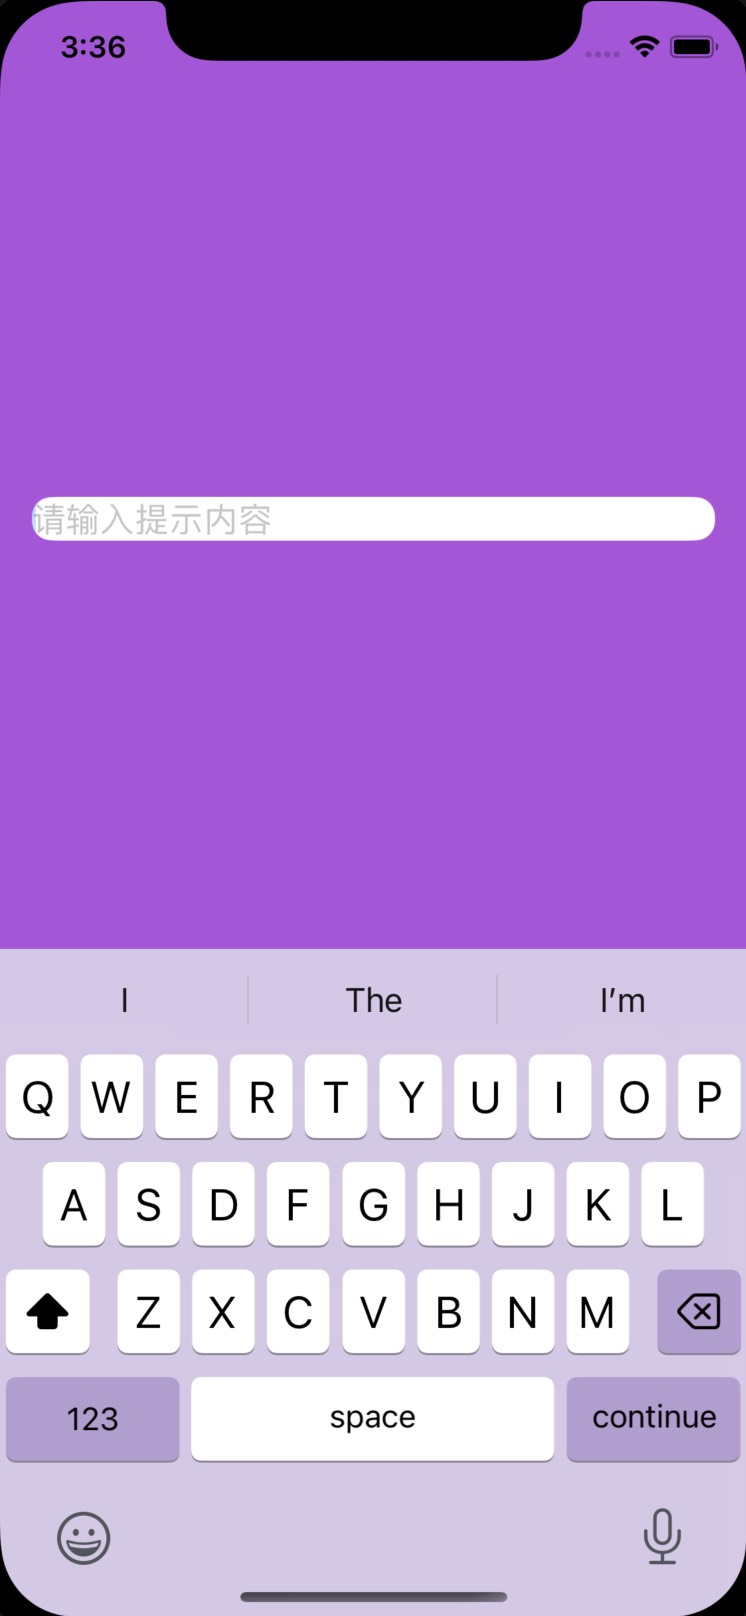 3:36
请输入提示内容
I The I’m
Q W E R T Y U I O P
A S D F G H J K L
Z X C V B N M
123 space continue